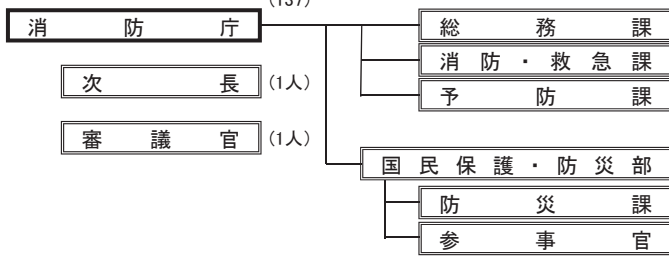 (137)
消防庁
総務課
消防・救急課
次長 (1人)
予防課
審議官 (1人)
国民保護・防災部
防災課
参事官